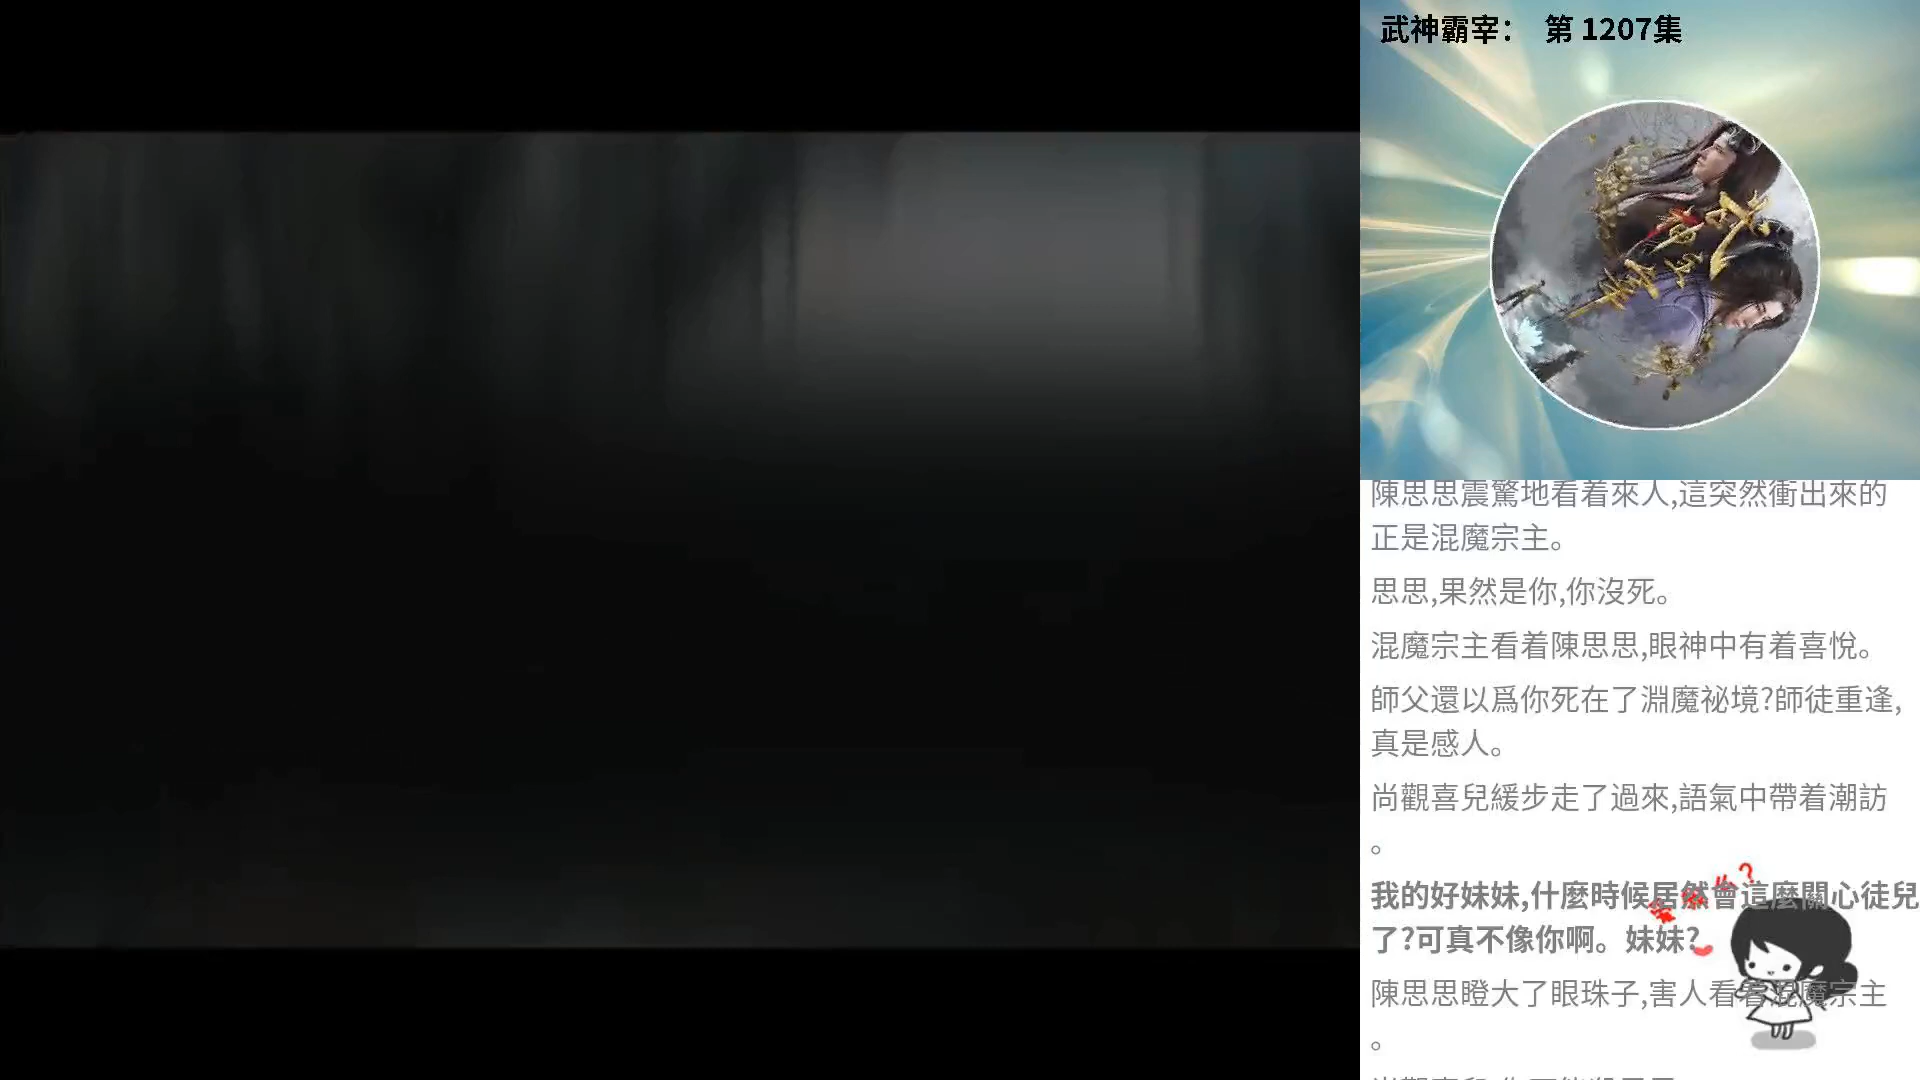 武神霸宰： 第 1207集
陳思思震驚地看着來人,這突然衝出來的
正是混魔宗主。
思思,果然是你,你沒死。
混魔宗主看着陳思思,眼神中有着喜悅。
師父還以爲你死在了淵魔祕境?師徒重逢,
真是感人。
尚觀喜兒緩步走了過來,語氣中帶着潮訪
。
我的好妹妹,什麼時候居然會這麼關心徒兒
了?可真不像你啊。妹妹?
陳思思瞪大了眼珠子,害人看着混魔宗主
。